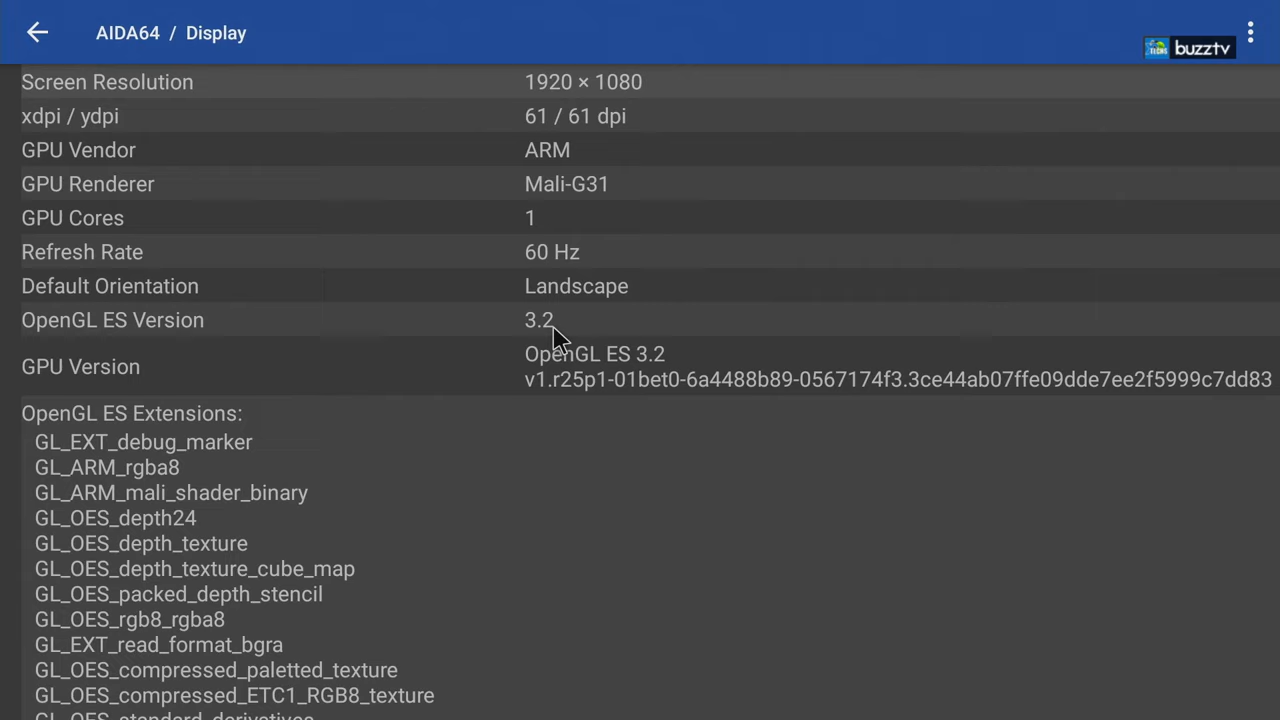 AIDA64 / Display
TECHS buzztv
Screen Resolution 1920 × 1080
xdpi / ydpi 61 / 61 dpi
GPU Vendor ARM
GPU Renderer Mali-G31
GPU Cores 1
Refresh Rate 60 Hz
Default Orientation Landscape
OpenGL ES Version 3.2
GPU Version OpenGL ES 3.2
v1.r25p1-01bet0-6a4488b89-0567174f3.3ce44ab07ffe09dde7ee2f5999c7dd83
OpenGL ES Extensions:
GL_EXT_debug_marker
GL_ARM_rgba8
GL_ARM_mali_shader_binary
GL_OES_depth24
GL_OES_depth_texture
GL_OES_depth_texture_cube_map
GL_OES_packed_depth_stencil
GL_OES_rgb8_rgba8
GL_EXT_read_format_bgra
GL_OES_compressed_paletted_texture
GL_OES_compressed_ETC1_RGB8_texture
GL_OES_standard_derivatives